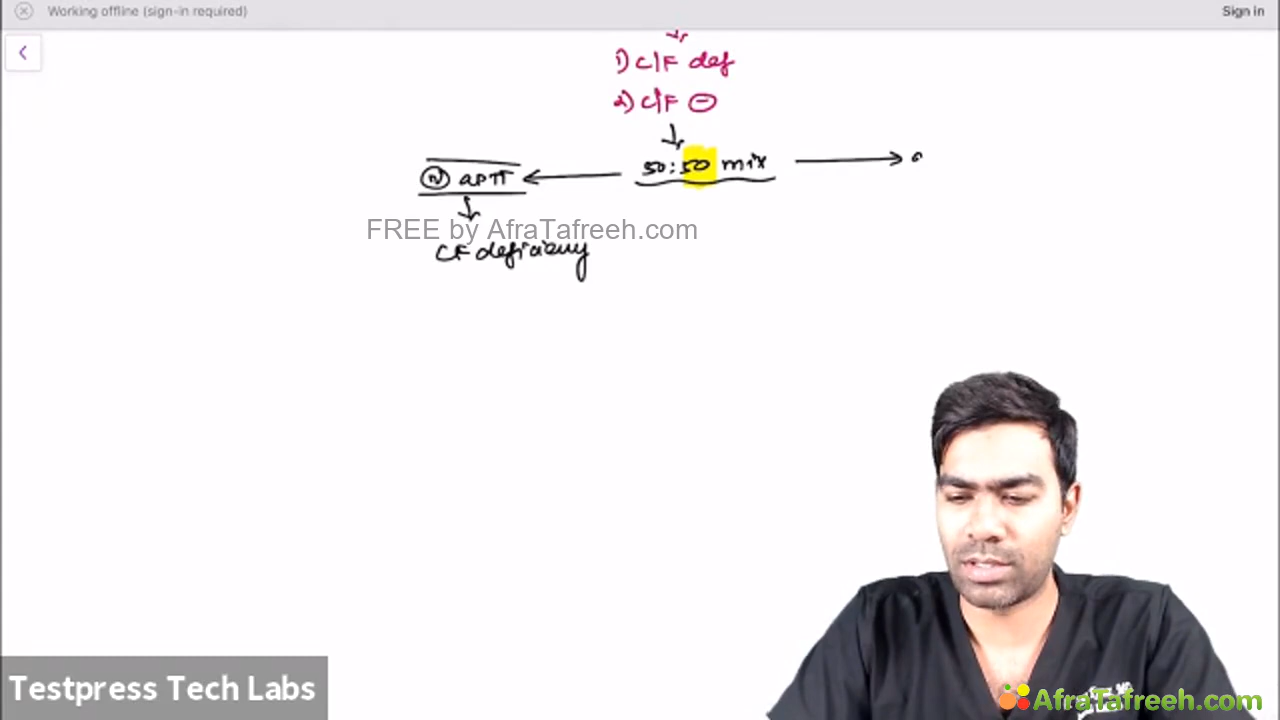 Working offline (sign-in required)
Sign in
1) C/F def
2) C/F ⊖
50:50 mix
N aPTT
FREE by AfraTafreeh.com
CF deficiency
Testpress Tech Labs
AfraTafreeh.com